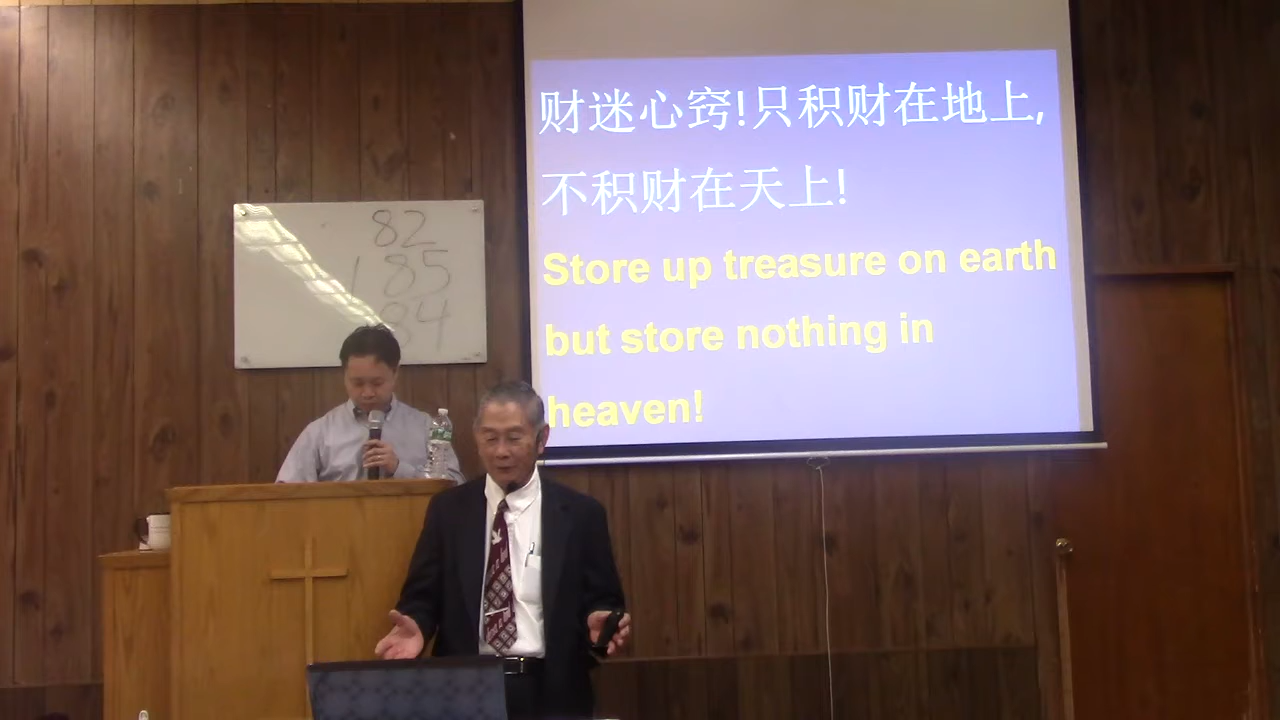 财迷心窍!只积财在地上,
不积财在天上!
Store up treasure on earth
but store nothing in
heaven!
82
185
84